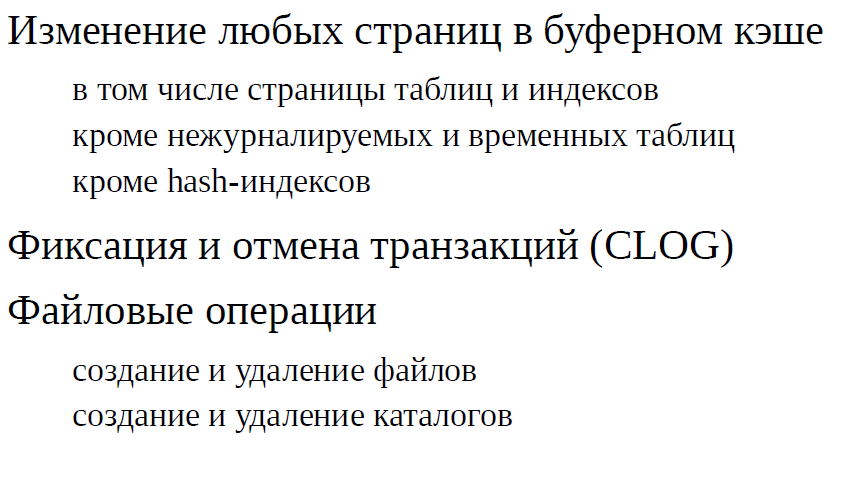 Изменение любых страниц в буферном кэше
в том числе страницы таблиц и индексов
кроме нежурналируемых и временных таблиц
кроме hash-индексов
Фиксация и отмена транзакций (CLOG)
Файловые операции
создание и удаление файлов
создание и удаление каталогов